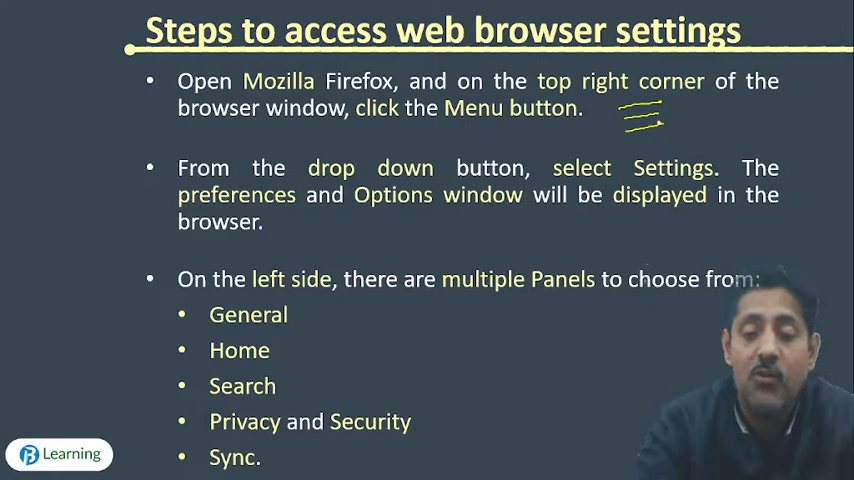 Steps to access web browser settings
• Open Mozilla Firefox, and on the top right corner of the
browser window, click the Menu button.
• From the drop down button, select Settings. The
preferences and Options window will be displayed in the
browser.
• On the left side, there are multiple Panels to choose from:
• General
• Home
• Search
• Privacy and Security
• Sync.
Learning